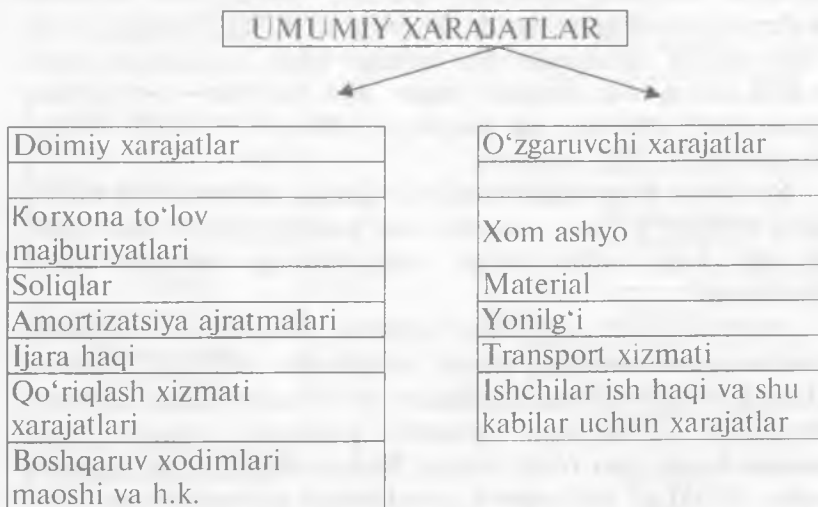 UMUMIY XARAJATLAR
Doimiy xarajatlar
Korxona to‘lov
majburiyatlari
Soliqlar
Amortizatsiya ajratmalari
Ijara haqi
Qo‘riqlash xizmati
xarajatlari
Boshqaruv xodimlari
maoshi va h.k.
O‘zgaruvchi xarajatlar
Xom ashyo
Material
Yonilg‘i
Transport xizmati
Ishchilar ish haqi va shu
kabilar uchun xarajatlar